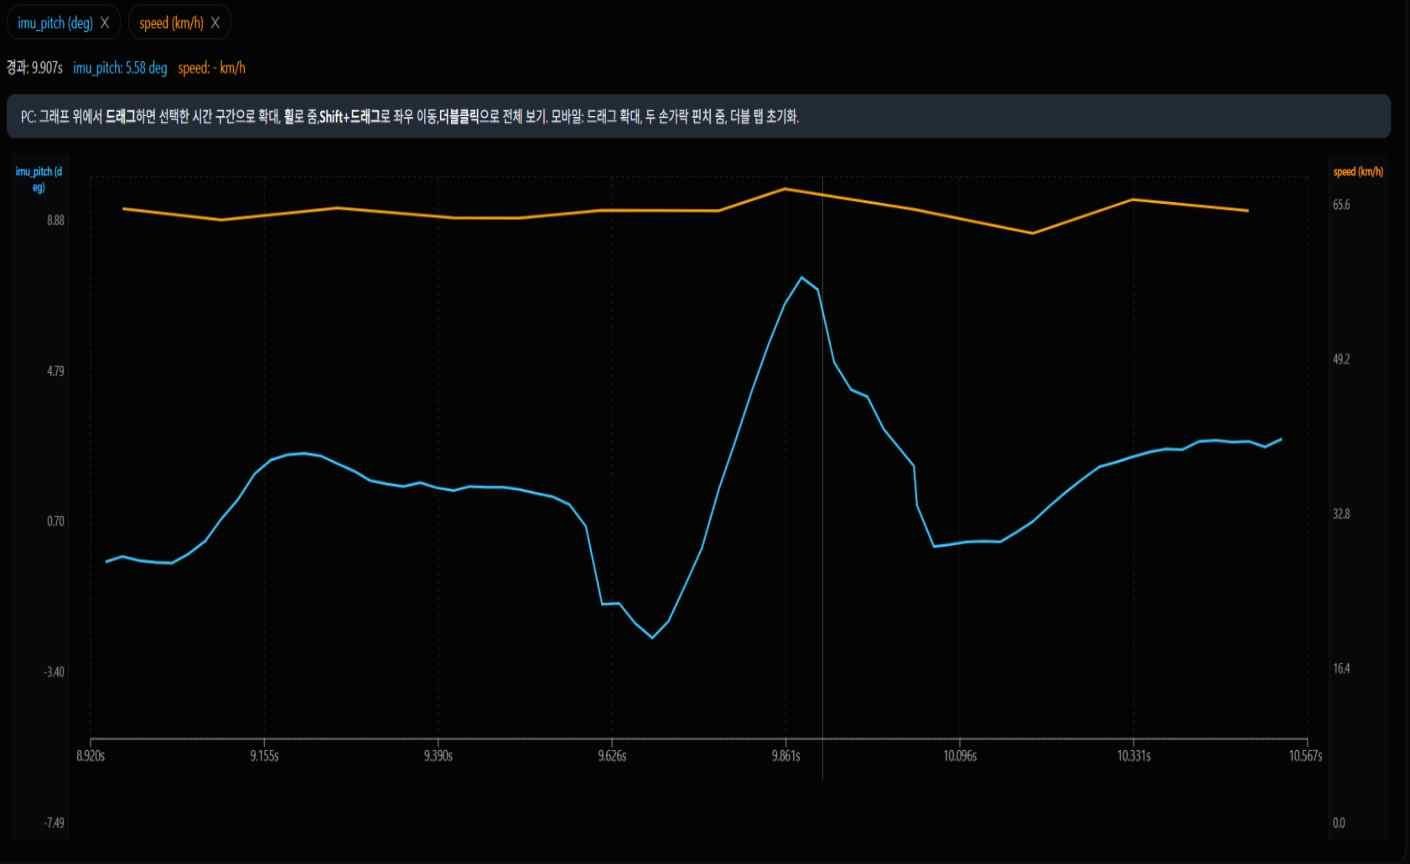 imu_pitch (deg) X speed (km/h) X
경과: 9.907s imu_pitch: 5.58 deg speed: - km/h
PC: 그래프 위에서 드래그하면 선택한 시간 구간으로 확대, 휠로 줌,Shift+드래그로 좌우 이동,더블클릭으로 전체 보기. 모바일: 드래그 확대, 두 손가락 핀치 줌, 더블 탭 초기화.
imu_pitch (d
eg)
speed (km/h)
8.88
65.6
4.79
49.2
0.70
32.8
-3.40
16.4
8.920s 9.155s 9.390s 9.626s 9.861s 10.096s 10.331s 10.567s
-7.49
0.0